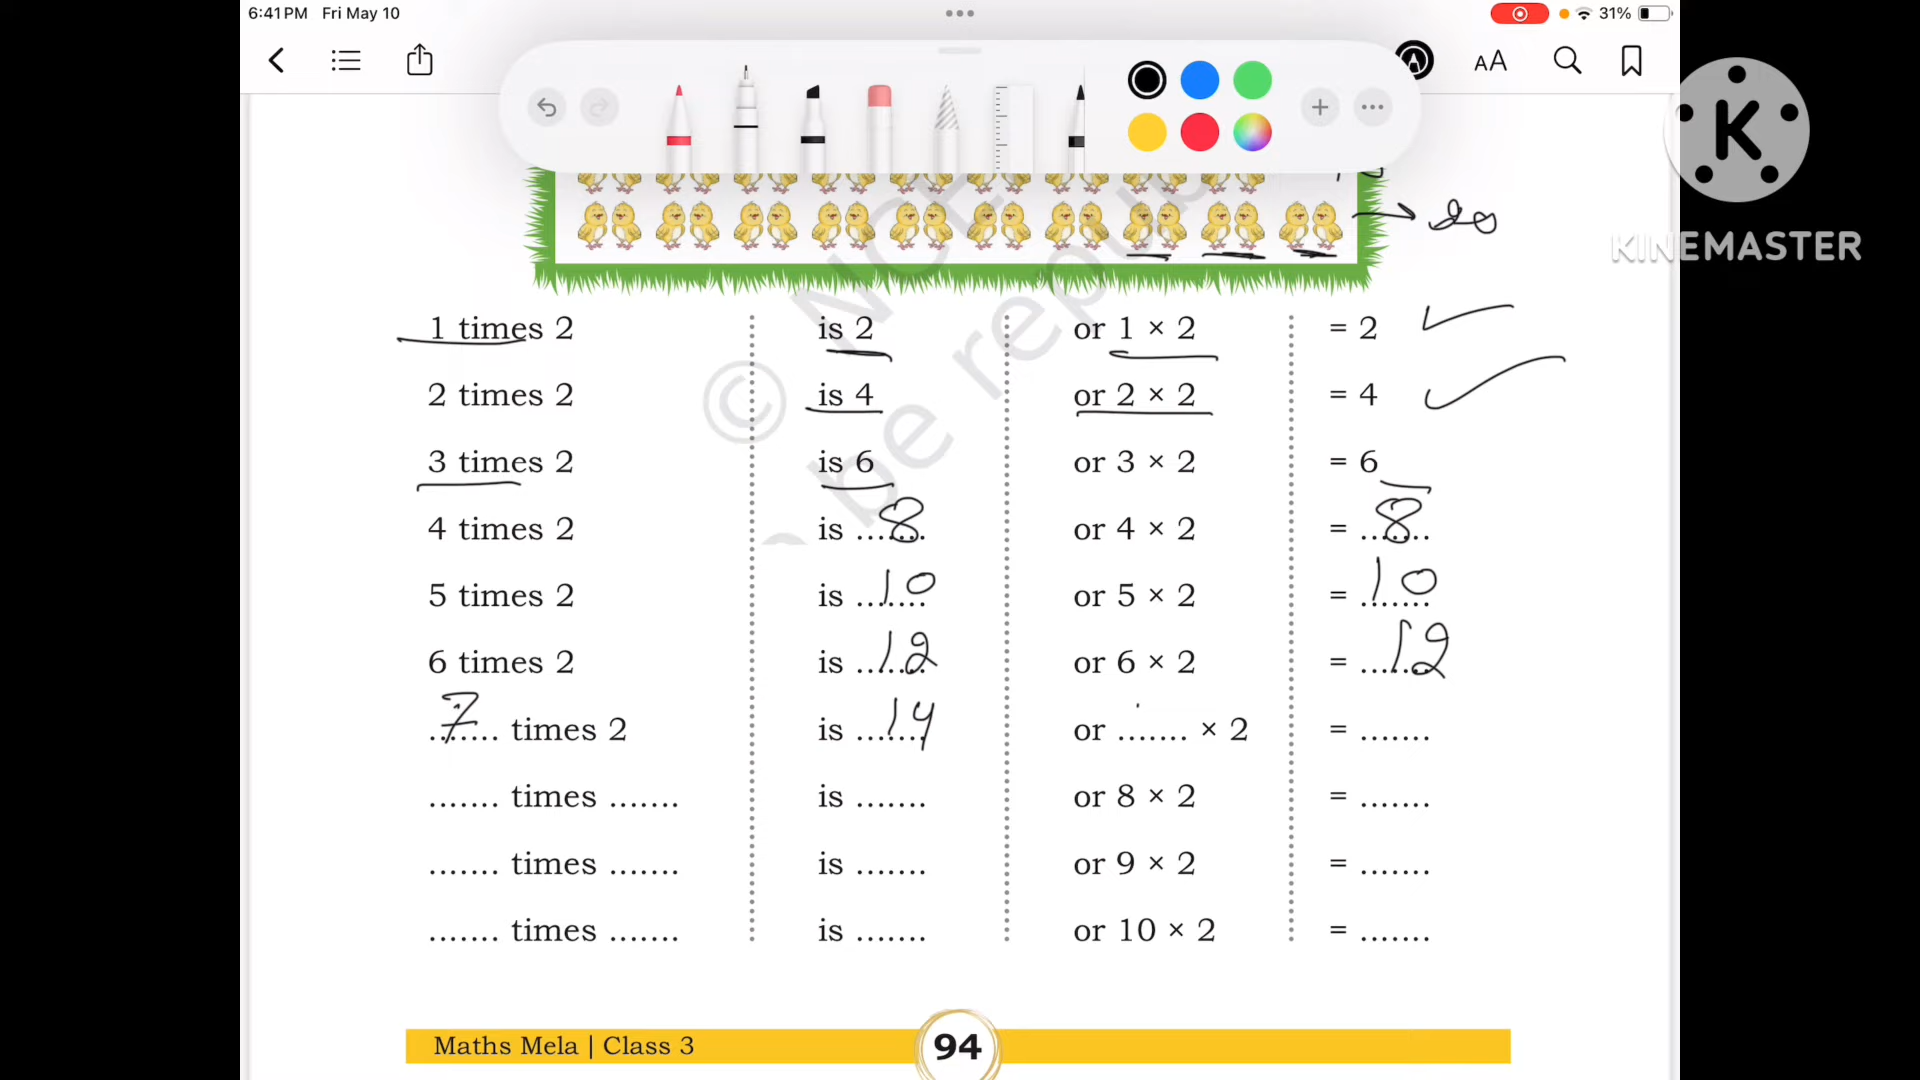 6:41 PM Fri May 10
31%
AA
K
KINEMASTER
20
© NCE
be repu
1 times 2 is 2 or 1 × 2 = 2
2 times 2 is 4 or 2 × 2 = 4
3 times 2 is 6 or 3 × 2 = 6
4 times 2 is ....... 8 or 4 × 2 = ....... 8
5 times 2 is ....... 10 or 5 × 2 = ....... 10
6 times 2 is ....... 12 or 6 × 2 = ....... 12
....... 7 times 2 is ....... 14 or ....... × 2 = .......
....... times ....... is ....... or 8 × 2 = .......
....... times ....... is ....... or 9 × 2 = .......
....... times ....... is ....... or 10 × 2 = .......
Maths Mela | Class 3 94